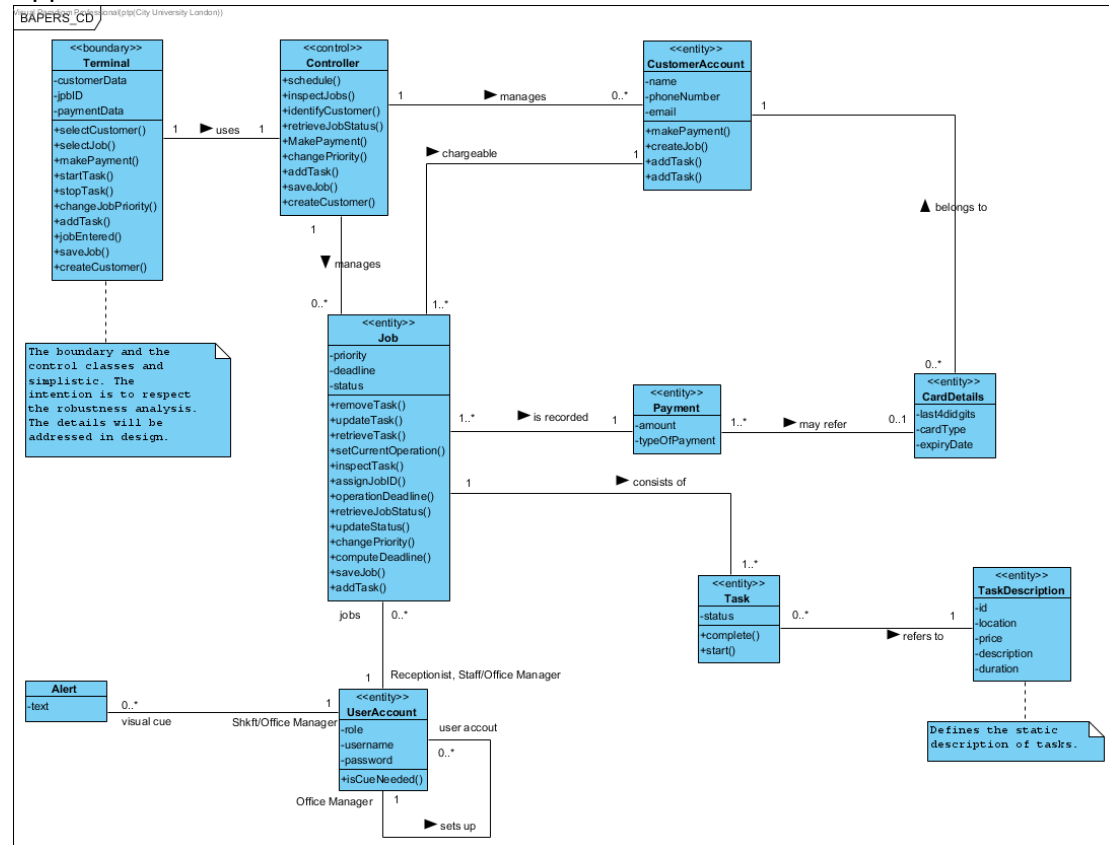 Visual Paradigm Professional(ptp(City University London))
BAPERS_CD
<<boundary>>
Terminal
-customerData
-jpbID
-paymentData
+selectCustomer()
+selectJob()
+makePayment()
+startTask()
+stopTask()
+changeJobPriority()
+addTask()
+jobEntered()
+saveJob()
+createCustomer()
1
uses
1
<<control>>
Controller
+schedule()
+inspectJobs()
+identifyCustomer()
+retrieveJobStatus()
+MakePayment()
+changePriority()
+addTask()
+saveJob()
+createCustomer()
1
manages
0..*
<<entity>>
CustomerAccount
-name
-phoneNumber
-email
+makePayment()
+createJob()
+addTask()
+addTask()
chargeable
1
1..*
1
belongs to
0..*
1
manages
0..*
The boundary and the
control classes and
simplistic. The
intention is to respect
the robustness analysis.
The details will be
addressed in design.
<<entity>>
Job
-priority
-deadline
-status
+removeTask()
+updateTask()
+retrieveTask()
+setCurrentOperation()
+inspectTask()
+assignJobID()
+operationDeadline()
+retrieveJobStatus()
+updateStatus()
+changePriority()
+computeDeadline()
+saveJob()
+addTask()
1..*
is recorded
1
<<entity>>
Payment
-amount
-typeOfPayment
1..*
may refer
0..1
<<entity>>
CardDetails
-last4didgits
-cardType
-expiryDate
1
consists of
1..*
<<entity>>
Task
-status
+complete()
+start()
0..*
refers to
1
<<entity>>
TaskDescription
-id
-location
-price
-description
-duration
Defines the static
description of tasks.
jobs
0..*
1
Receptionist, Staff/Office Manager
Alert
-text
0..*
visual cue
1
Shkft/Office Manager
<<entity>>
UserAccount
-role
-username
-password
+isCueNeeded()
user accout
0..*
Office Manager
1
sets up